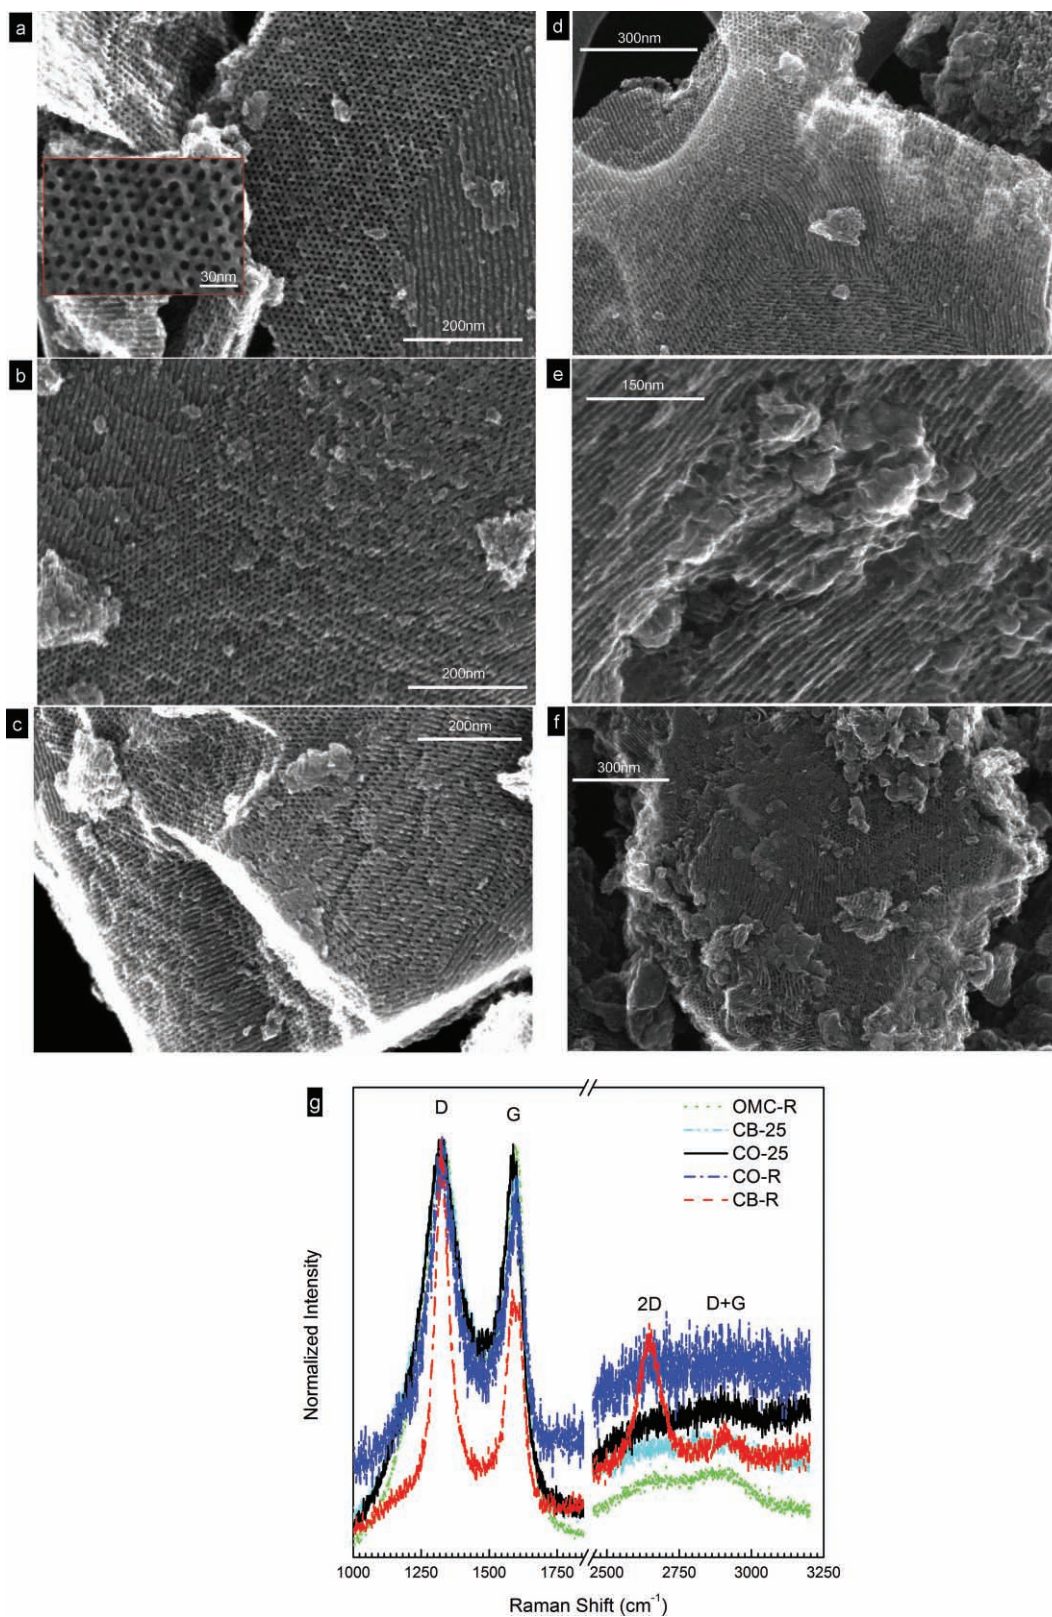 a
30nm
200nm
d
300nm
b
200nm
e
150nm
c
200nm
f
300nm
g
D
G
2D
D+G
OMC-R
CB-25
CO-25
CO-R
CB-R
Normalized Intensity
1000
1250
1500
1750
2500
2750
3000
3250
Raman Shift (cm⁻¹)